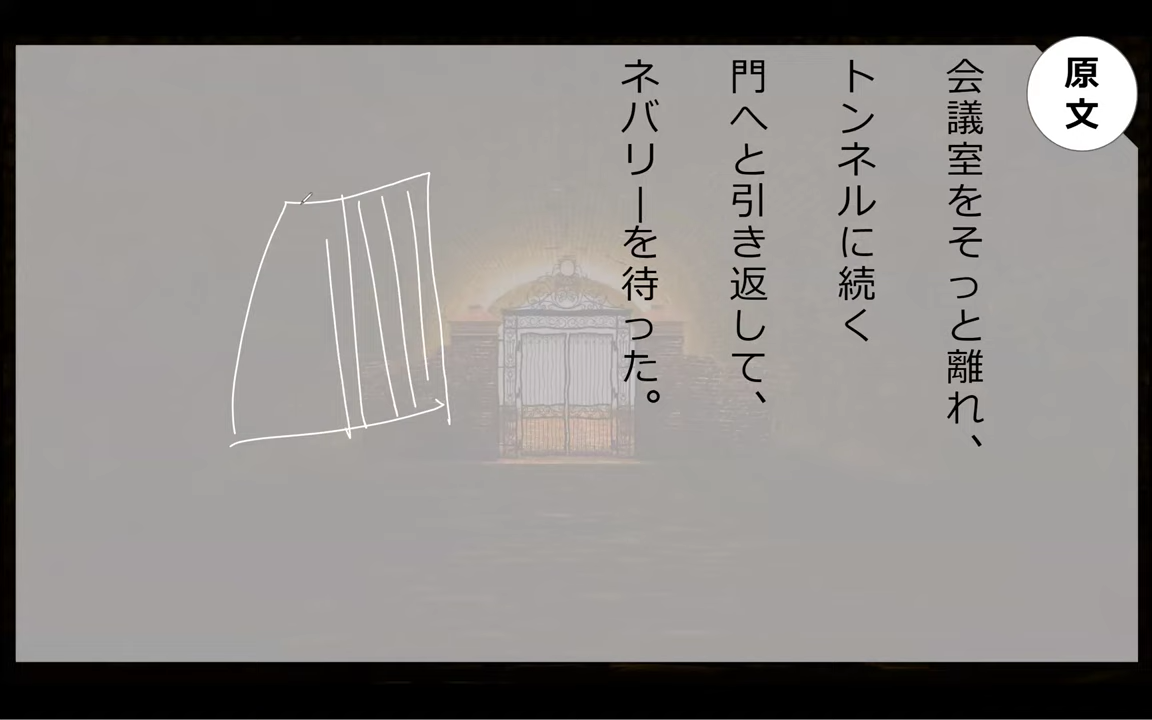 原文
会議室をそっと離れ、
トンネルに続く
門へと引き返して、
ネバリーを待った。